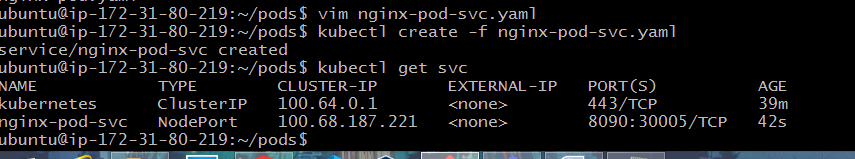 ubuntu@ip-172-31-80-219:~/pods$ vim nginx-pod-svc.yaml
ubuntu@ip-172-31-80-219:~/pods$ kubectl create -f nginx-pod-svc.yaml
service/nginx-pod-svc created
ubuntu@ip-172-31-80-219:~/pods$ kubectl get svc
NAME TYPE CLUSTER-IP EXTERNAL-IP PORT(S) AGE
kubernetes ClusterIP 100.64.0.1 <none> 443/TCP 39m
nginx-pod-svc NodePort 100.68.187.221 <none> 8090:30005/TCP 42s
ubuntu@ip-172-31-80-219:~/pods$